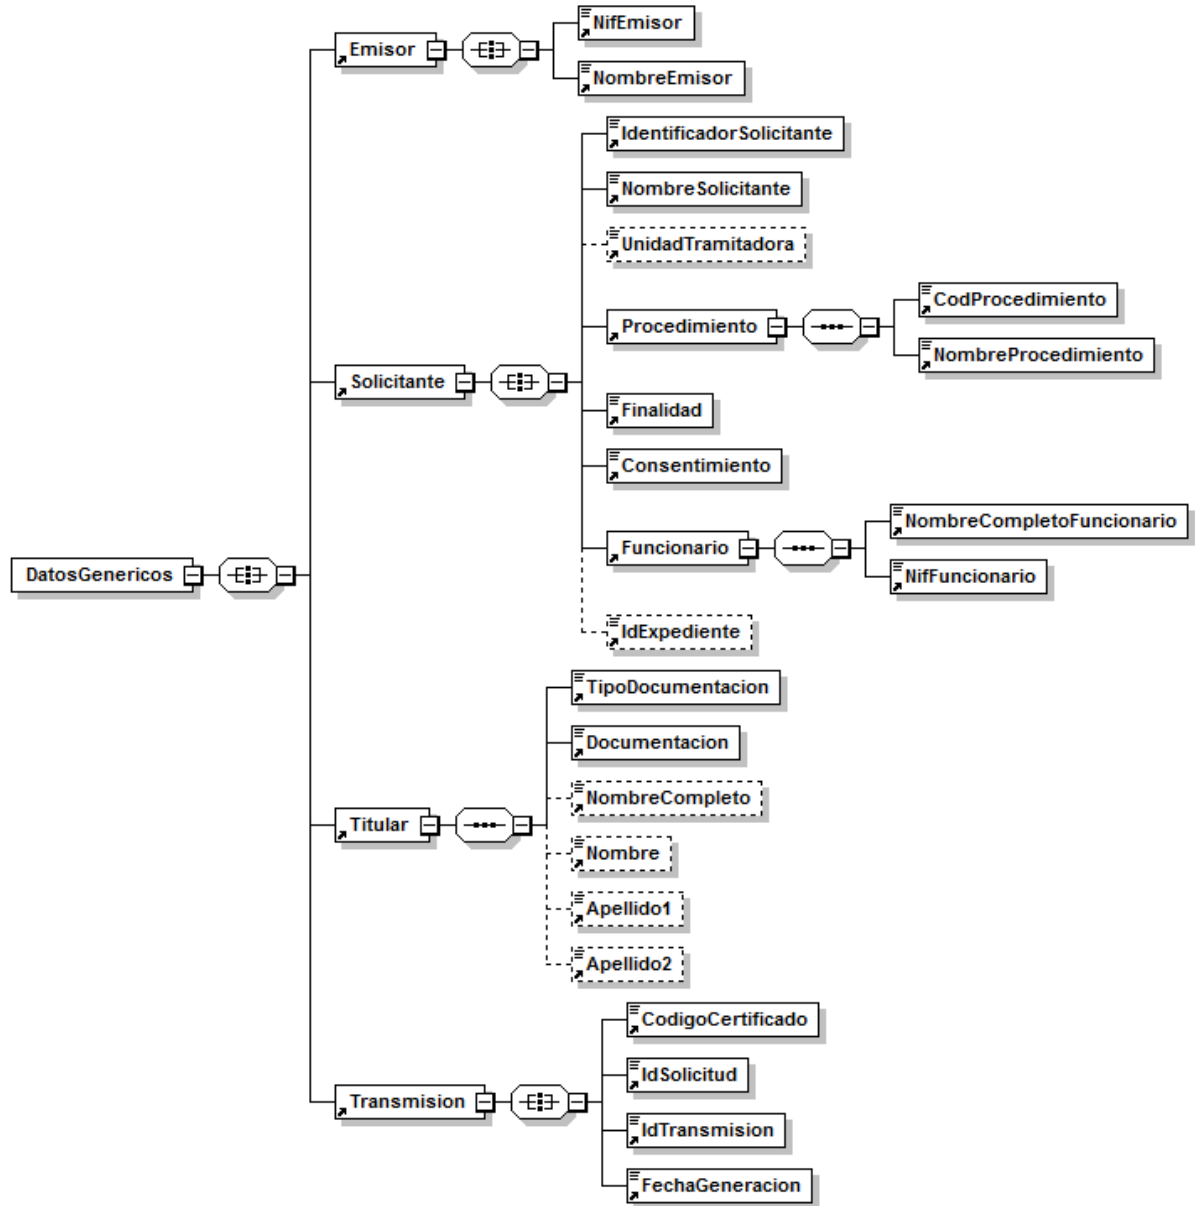 NifEmisor
Emisor
NombreEmisor
IdentificadorSolicitante
NombreSolicitante
UnidadTramitadora
CodProcedimiento
Procedimiento
NombreProcedimiento
Solicitante
Finalidad
Consentimiento
NombreCompletoFuncionario
Funcionario
DatosGenericos
NifFuncionario
IdExpediente
TipoDocumentacion
Documentacion
NombreCompleto
Titular
Nombre
Apellido1
Apellido2
CodigoCertificado
IdSolicitud
Transmision
IdTransmision
FechaGeneracion